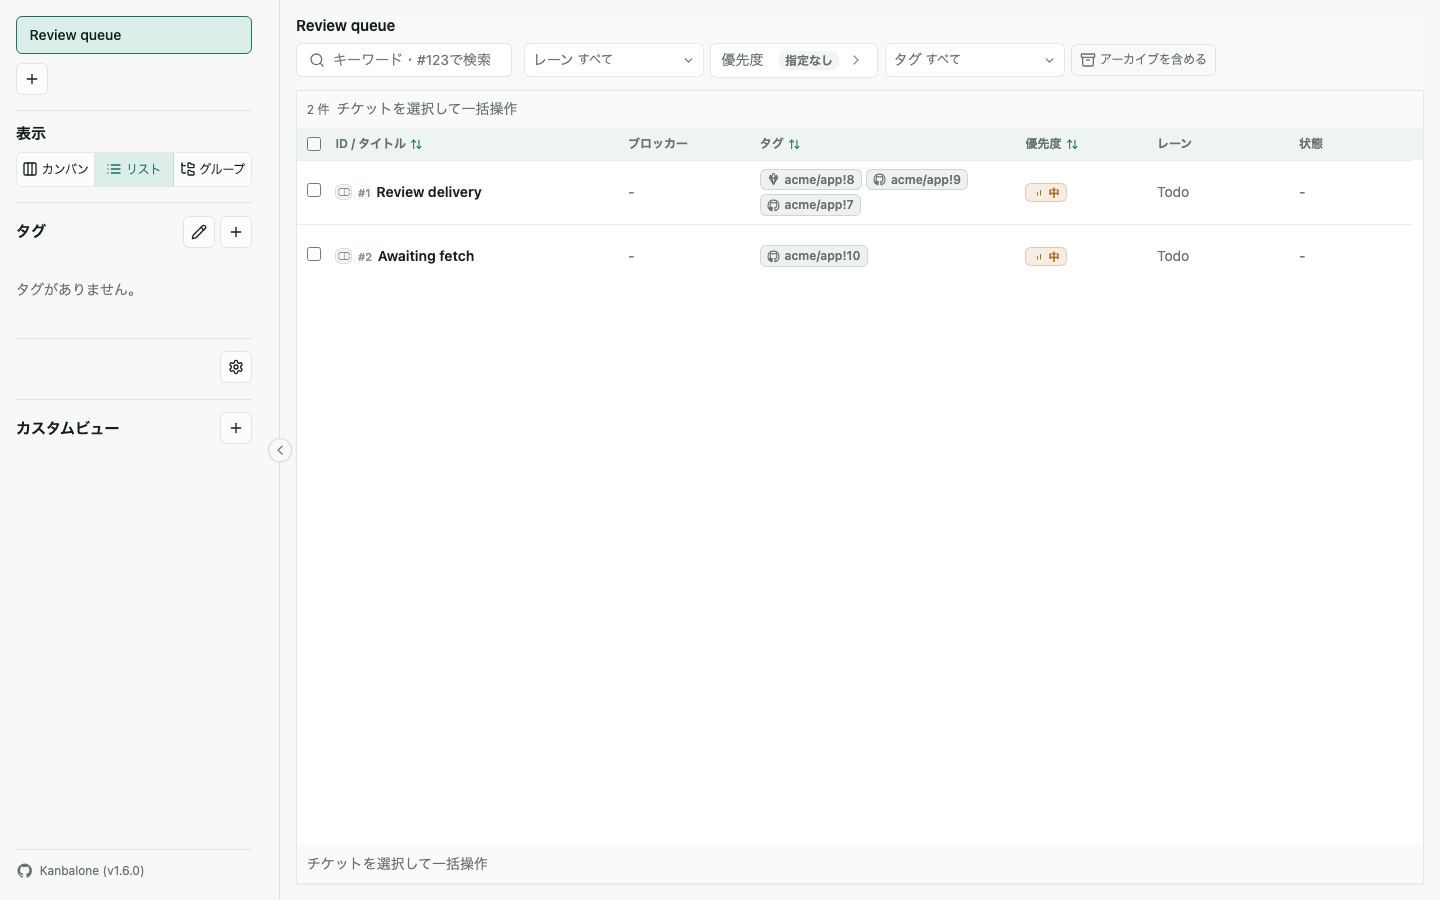 Review queue
表示
カンバン リスト グループ
タグ
タグがありません。
カスタムビュー
Kanbalone (v1.6.0)
Review queue
キーワード・#123で検索 レーン すべて 優先度 指定なし タグ すべて アーカイブを含める
2 件 チケットを選択して一括操作
ID / タイトル ブロッカー タグ 優先度 レーン 状態
#1 Review delivery - acme/app!8 acme/app!9 中 Todo -
acme/app!7
#2 Awaiting fetch - acme/app!10 中 Todo -
チケットを選択して一括操作